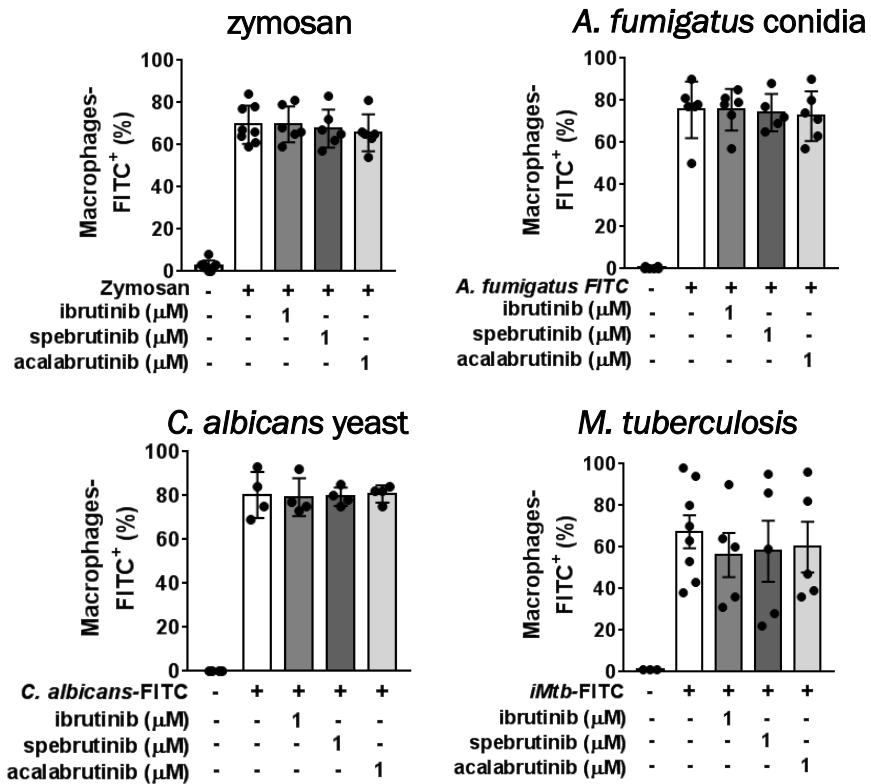 zymosan
Macrophages-
FITC+ (%)
100
80
60
40
20
0
Zymosan - + + + +
ibrutinib (μM) - - 1 - -
spebrutinib (μM) - - - 1 -
acalabrutinib (μM) - - - - 1
A. fumigatus conidia
Macrophages-
FITC+ (%)
100
80
60
40
20
0
A. fumigatus FITC - + + + +
ibrutinib (μM) - - 1 - -
spebrutinib (μM) - - - 1 -
acalabrutinib (μM) - - - - 1
C. albicans yeast
Macrophages-
FITC+ (%)
100
80
60
40
20
0
C. albicans-FITC - + + + +
ibrutinib (μM) - - 1 - -
spebrutinib (μM) - - - 1 -
acalabrutinib (μM) - - - - 1
M. tuberculosis
Macrophages-
FITC+ (%)
100
80
60
40
20
0
iMtb-FITC - + + + +
ibrutinib (μM) - - 1 - -
spebrutinib (μM) - - - 1 -
acalabrutinib (μM) - - - - 1